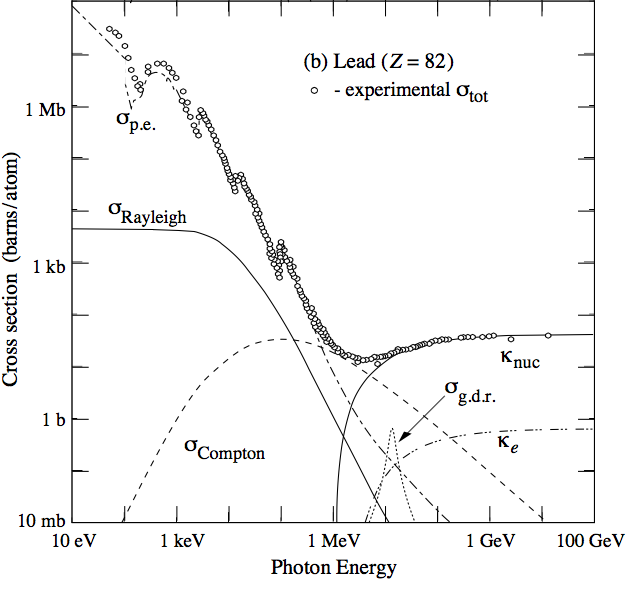 (b) Lead (Z = 82)
o - experimental σtot
1 Mb
σp.e.
σRayleigh
Cross section (barns/atom)
1 kb
κnuc
σg.d.r.
1 b
σCompton
κe
10 mb
10 eV 1 keV 1 MeV 1 GeV 100 GeV
Photon Energy